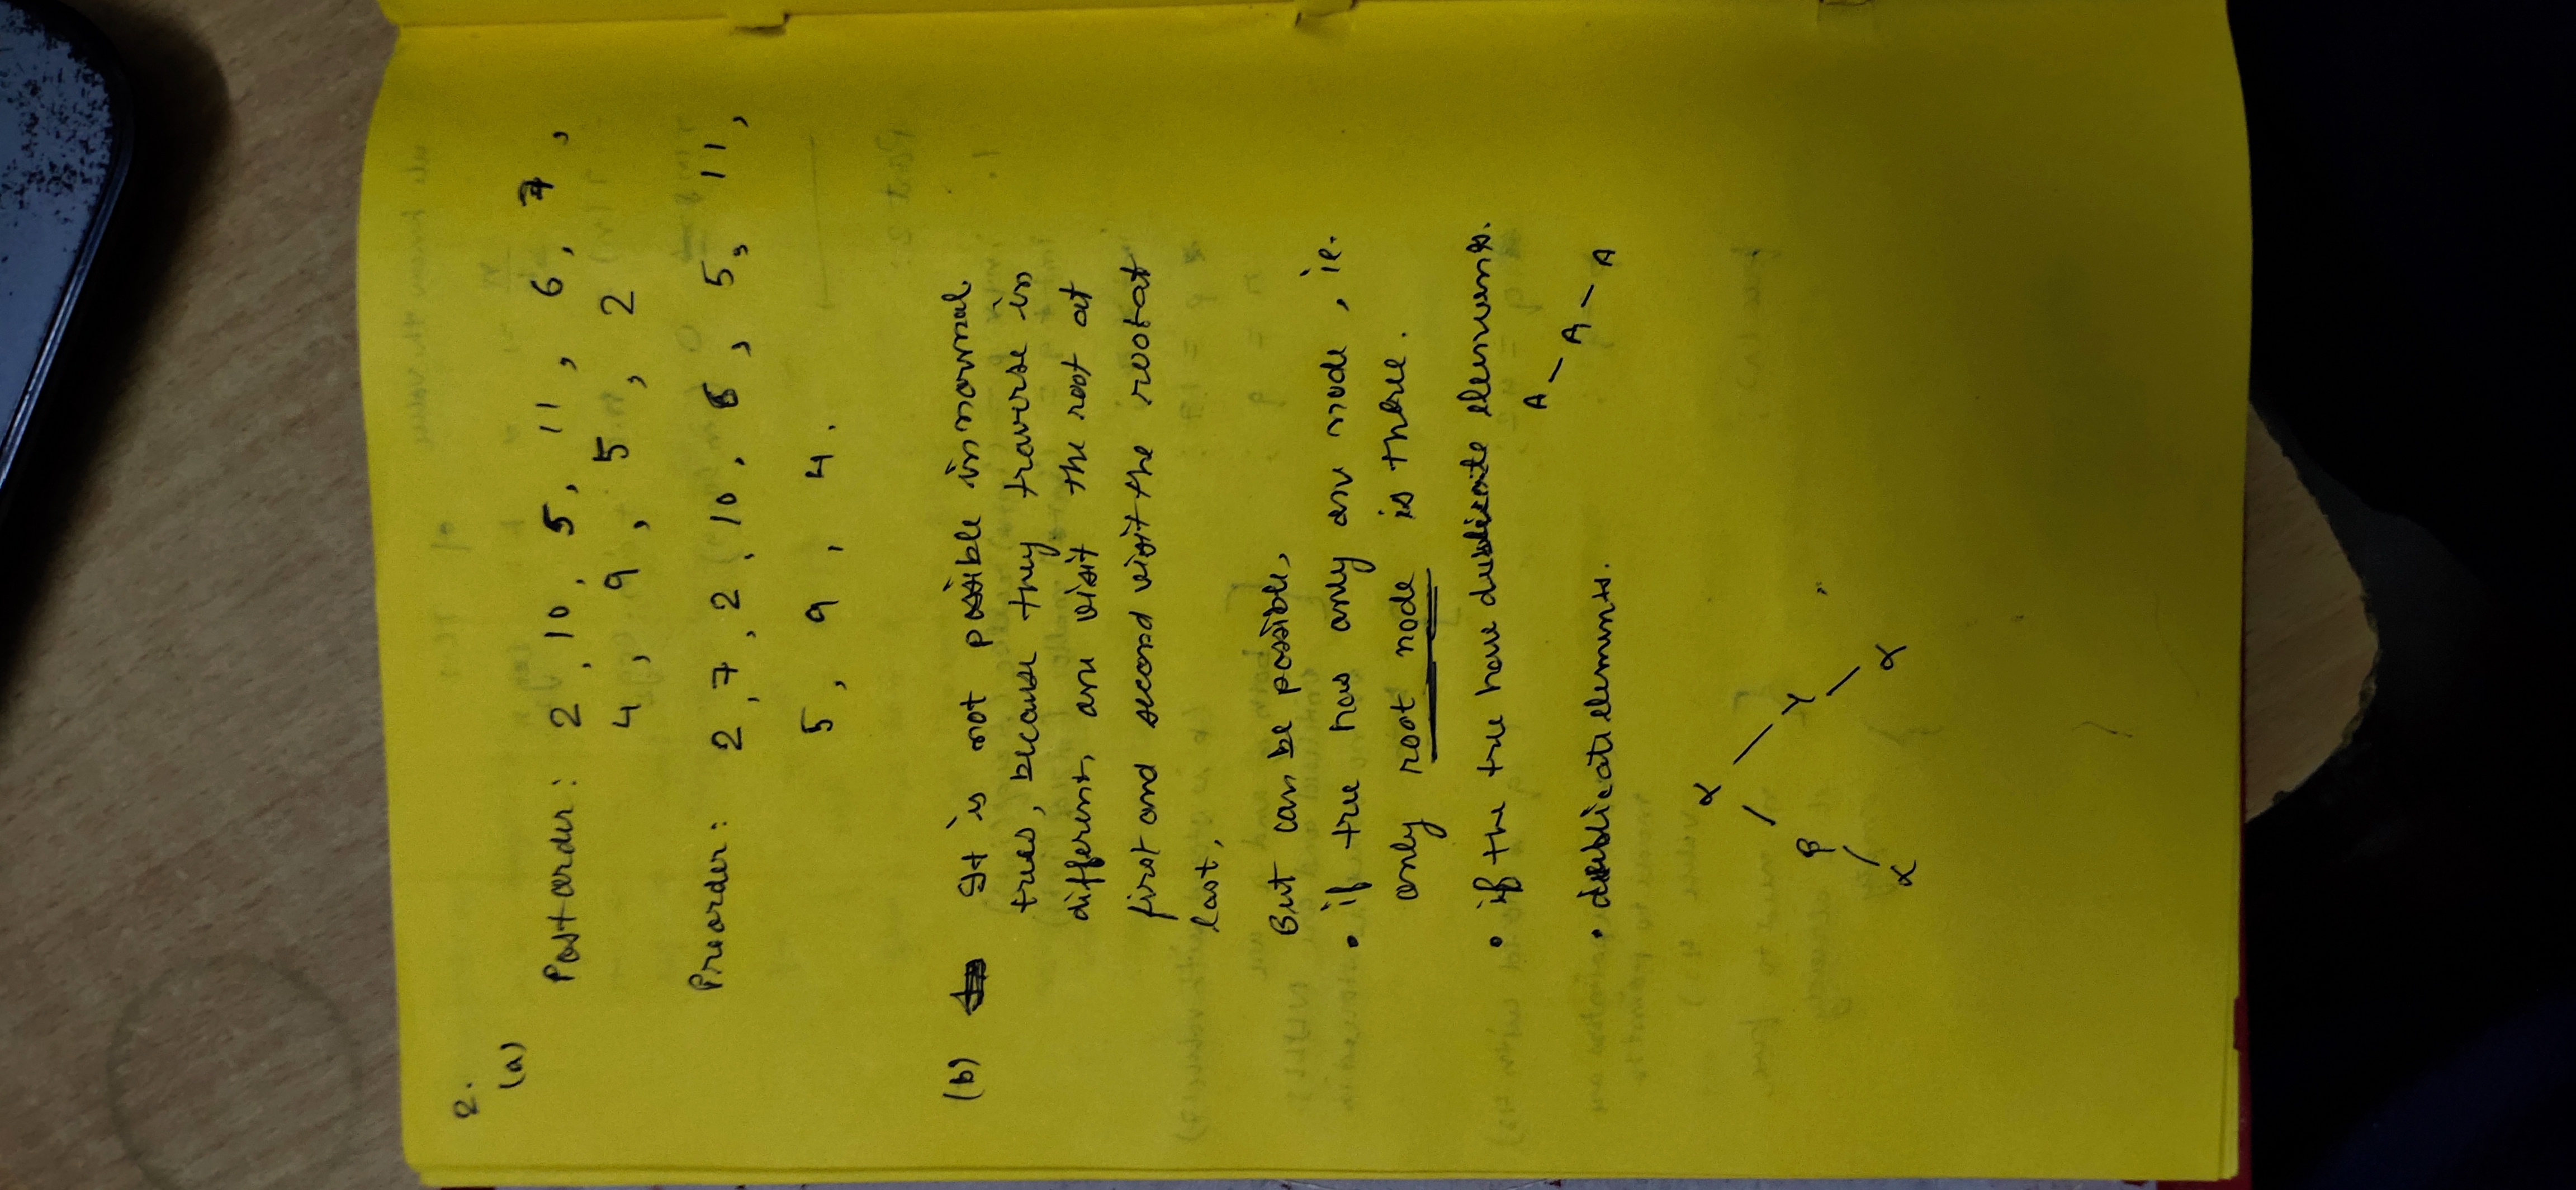 2.
(a)
Postorder: 2, 10, 5, 11, 6, 7,
4, 9, 5, 2
Preorder: 2, 7, 2, 10, 6, 5, 11,
5, 9, 4.
(b) It is not possible in normal
trees, because they traverse in
different, one visit the root at
first and second visit the root at
last,
But can be possible,
• if tree has only one node, ie.
only root node is there.
• if the tree have dublicate elements.
A
A
A
• dublicate elements.
α
β γ
α α